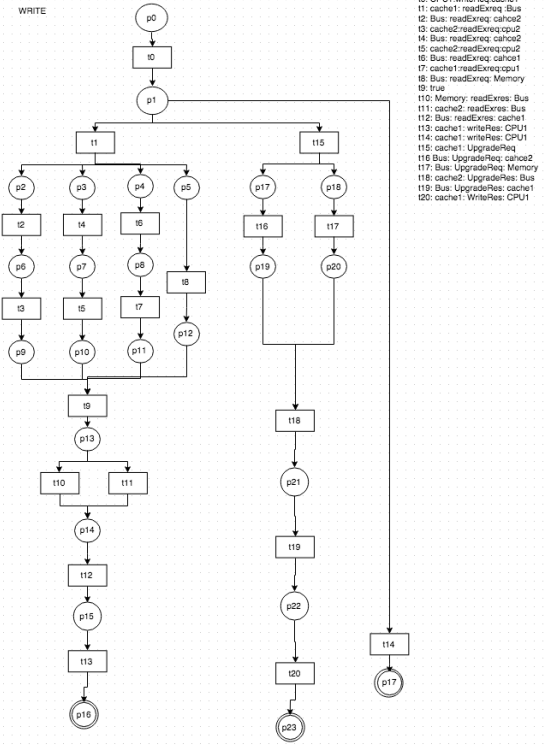 WRITE
p0
t0
p1
t1
t15
p2
p3
p4
p5
p17
p18
t2
t4
t6
t16
t17
p6
p7
p8
p19
p20
t8
t3
t5
t7
p12
p9
p10
p11
t9
t18
p13
t10
t11
p21
p14
t19
t12
p22
p15
t14
t13
t20
p17
p16
p23
t1: cache1: readExreq :Bus
t2: Bus: readExreq: cahce2
t3: cache2:readExreq:cpu2
t4: Bus: readExreq: cahce2
t5: cache2:readExreq:cpu2
t6: Bus: readExreq: cahce1
t7: cache1:readExreq:cpu1
t8: Bus: readExreq: Memory
t9: true
t10: Memory: readExres: Bus
t11: cache2: readExres: Bus
t12: Bus: readExres: cache1
t13: cache1: writeRes: CPU1
t14: cache1: writeRes: CPU1
t15: cache1: UpgradeReq
t16 Bus: UpgradeReq: cahce2
t17: Bus: UpgradeReq: Memory
t18: cache2: UpgradeRes: Bus
t19: Bus: UpgradeRes: cache1
t20: cache1: WriteRes: CPU1